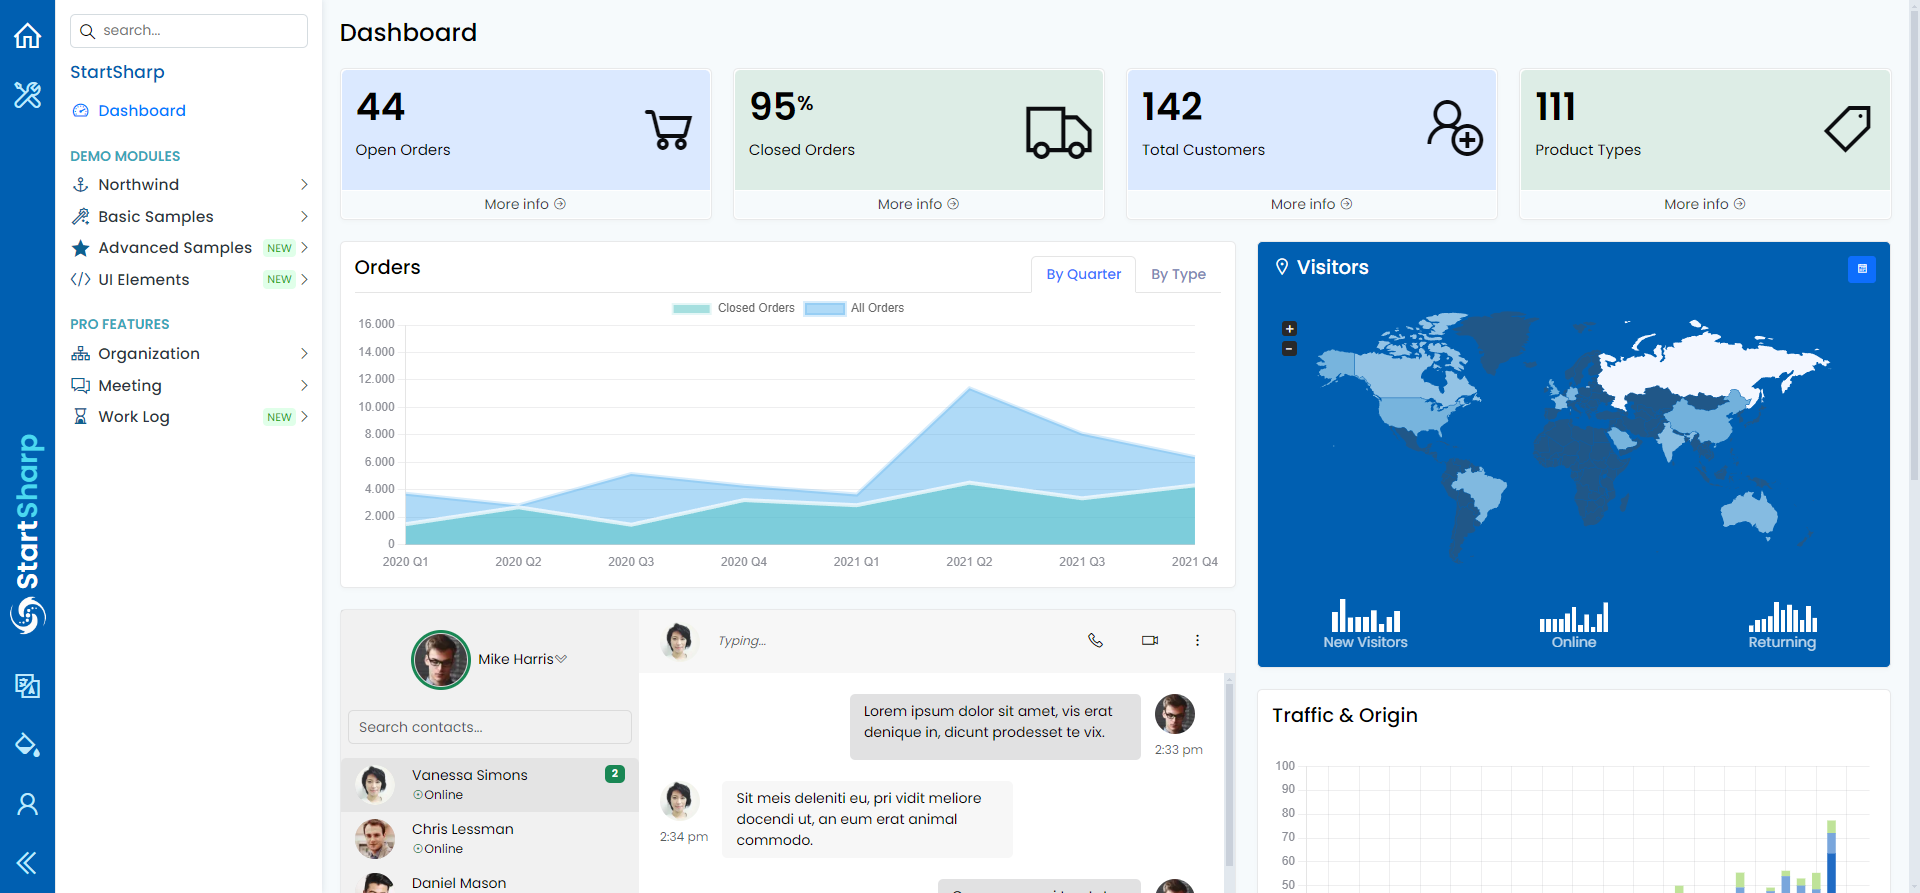 search...
StartSharp
Dashboard
DEMO MODULES
Northwind
Basic Samples
Advanced Samples NEW
UI Elements NEW
PRO FEATURES
Organization
Meeting
Work Log NEW
StartSharp
Dashboard
44
Open Orders
More info
95%
Closed Orders
More info
142
Total Customers
More info
111
Product Types
More info
Orders
By Quarter By Type
Closed Orders All Orders
16.000
14.000
12.000
10.000
8.000
6.000
4.000
2.000
0
2020 Q1 2020 Q2 2020 Q3 2020 Q4 2021 Q1 2021 Q2 2021 Q3 2021 Q4
Visitors
+
-
New Visitors Online Returning
Mike Harris
Search contacts...
Vanessa Simons 2
Online
Chris Lessman
Online
Daniel Mason
Typing...
Lorem ipsum dolor sit amet, vis erat
denique in, dicunt prodesset te vix.
2:33 pm
Sit meis deleniti eu, pri vidit meliore
docendi ut, an eum erat animal
commodo.
2:34 pm
Traffic & Origin
100
90
80
70
60
50